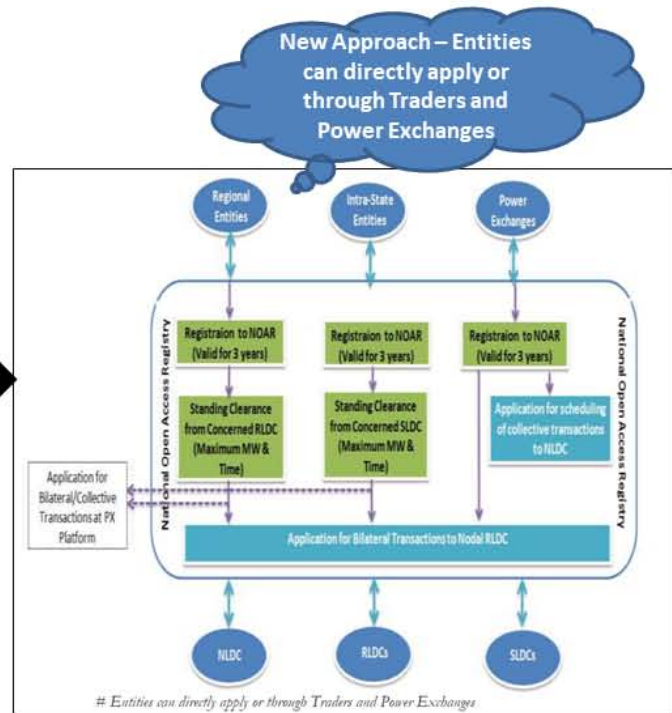 New Approach – Entities
can directly apply or
through Traders and
Power Exchanges
Regional
Entities
Intra-State
Entities
Power
Exchanges
National Open Access Registry
National Open Access Registry
Registraion to NOAR
(Valid for 3 years)
Registraion to NOAR
(Valid for 3 years)
Registraion to NOAR
(Valid for 3 years)
Standing Clearance
from Concerned RLDC
(Maximum MW &
Time)
Standing Clearance
from Concerned SLDC
(Maximum MW &
Time)
Application for scheduling
of collective transactions
to NLDC
Application for
Bilateral/Collective
Transactions at PX
Platform
Application for Bilateral Transactions to Nodal RLDC
NLDC
RLDCs
SLDCs
# Entities can directly apply or through Traders and Power Exchanges